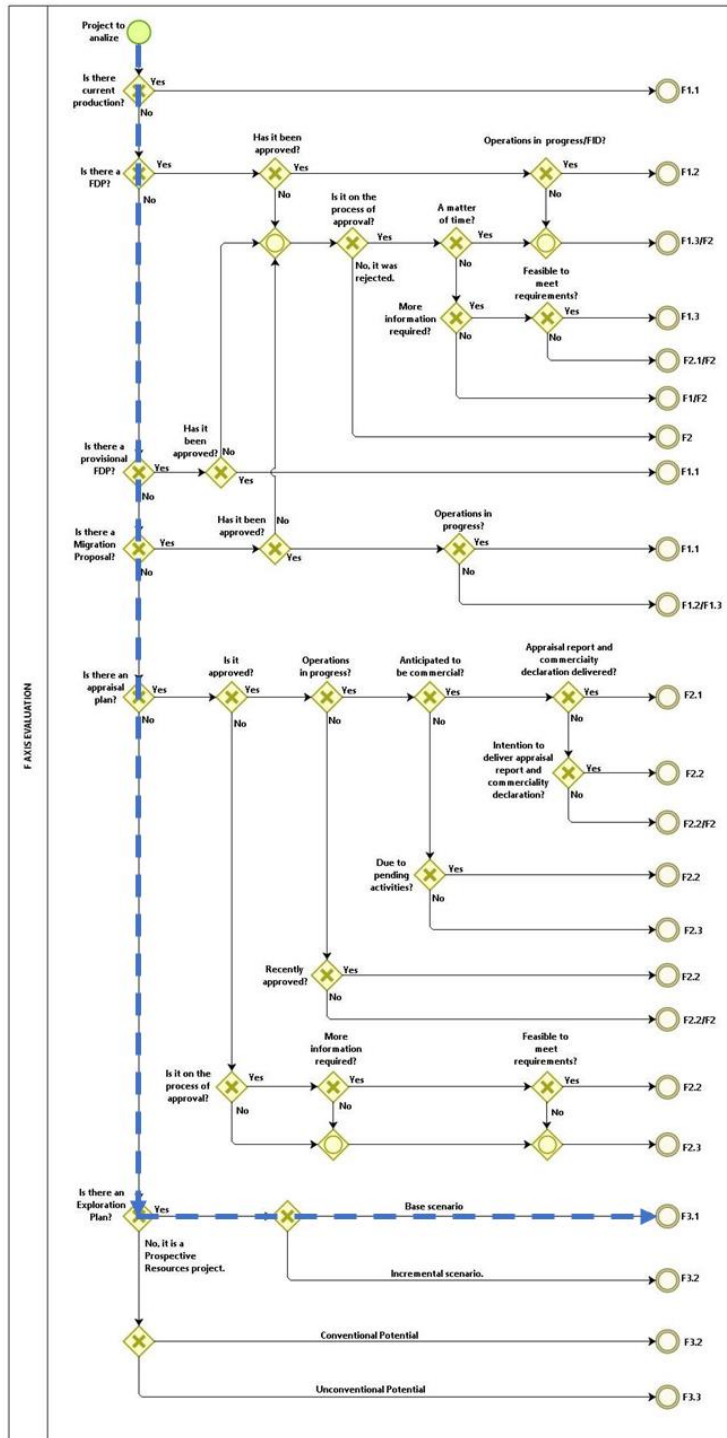 F AXIS EVALUATION
Project to
analize
Is there
current
production?
Yes
No
F1.1
Is there a
FDP?
Yes
No
Has it been
approved?
Yes
No
Operations in progress/FID?
Yes
No
F1.2
Is it on the
process of
approval?
Yes
No, it was
rejected.
A matter
of time?
Yes
No
F1.3/F2
More
information
required?
Yes
No
Feasible to
meet
requirements?
Yes
No
F1.3
F2.1/F2
F1/F2
F2
Is there a
provisional
FDP?
Yes
No
Has it
been
approved?
No
Yes
F1.1
Is there a
Migration
Proposal?
Yes
No
Has it been
approved?
No
Yes
Operations in
progress?
Yes
No
F1.1
F1.2/F1.3
Is there an
appraisal
plan?
Yes
No
Is it
approved?
Yes
No
Operations
in progress?
Yes
No
Anticipated to
be commercial?
Yes
No
Appraisal report and
commerciaity
declaration delivered?
Yes
No
F2.1
Intention to
deliver appraisal
report and
commerciality
declaration?
Yes
No
F2.2
F2.2/F2
Due to
pending
activities?
Yes
No
F2.2
F2.3
Recently
approved?
Yes
No
F2.2
F2.2/F2
Is it on the
process of
approval?
Yes
No
More
information
required?
Yes
No
Feasible to
meet
requirements?
Yes
No
F2.2
F2.3
Is there an
Exploration
Plan?
Yes
No, it is a
Prospective
Resources project.
Base scenario
F3.1
Incremental scenario.
F3.2
Conventional Potential
F3.2
Unconventional Potential
F3.3